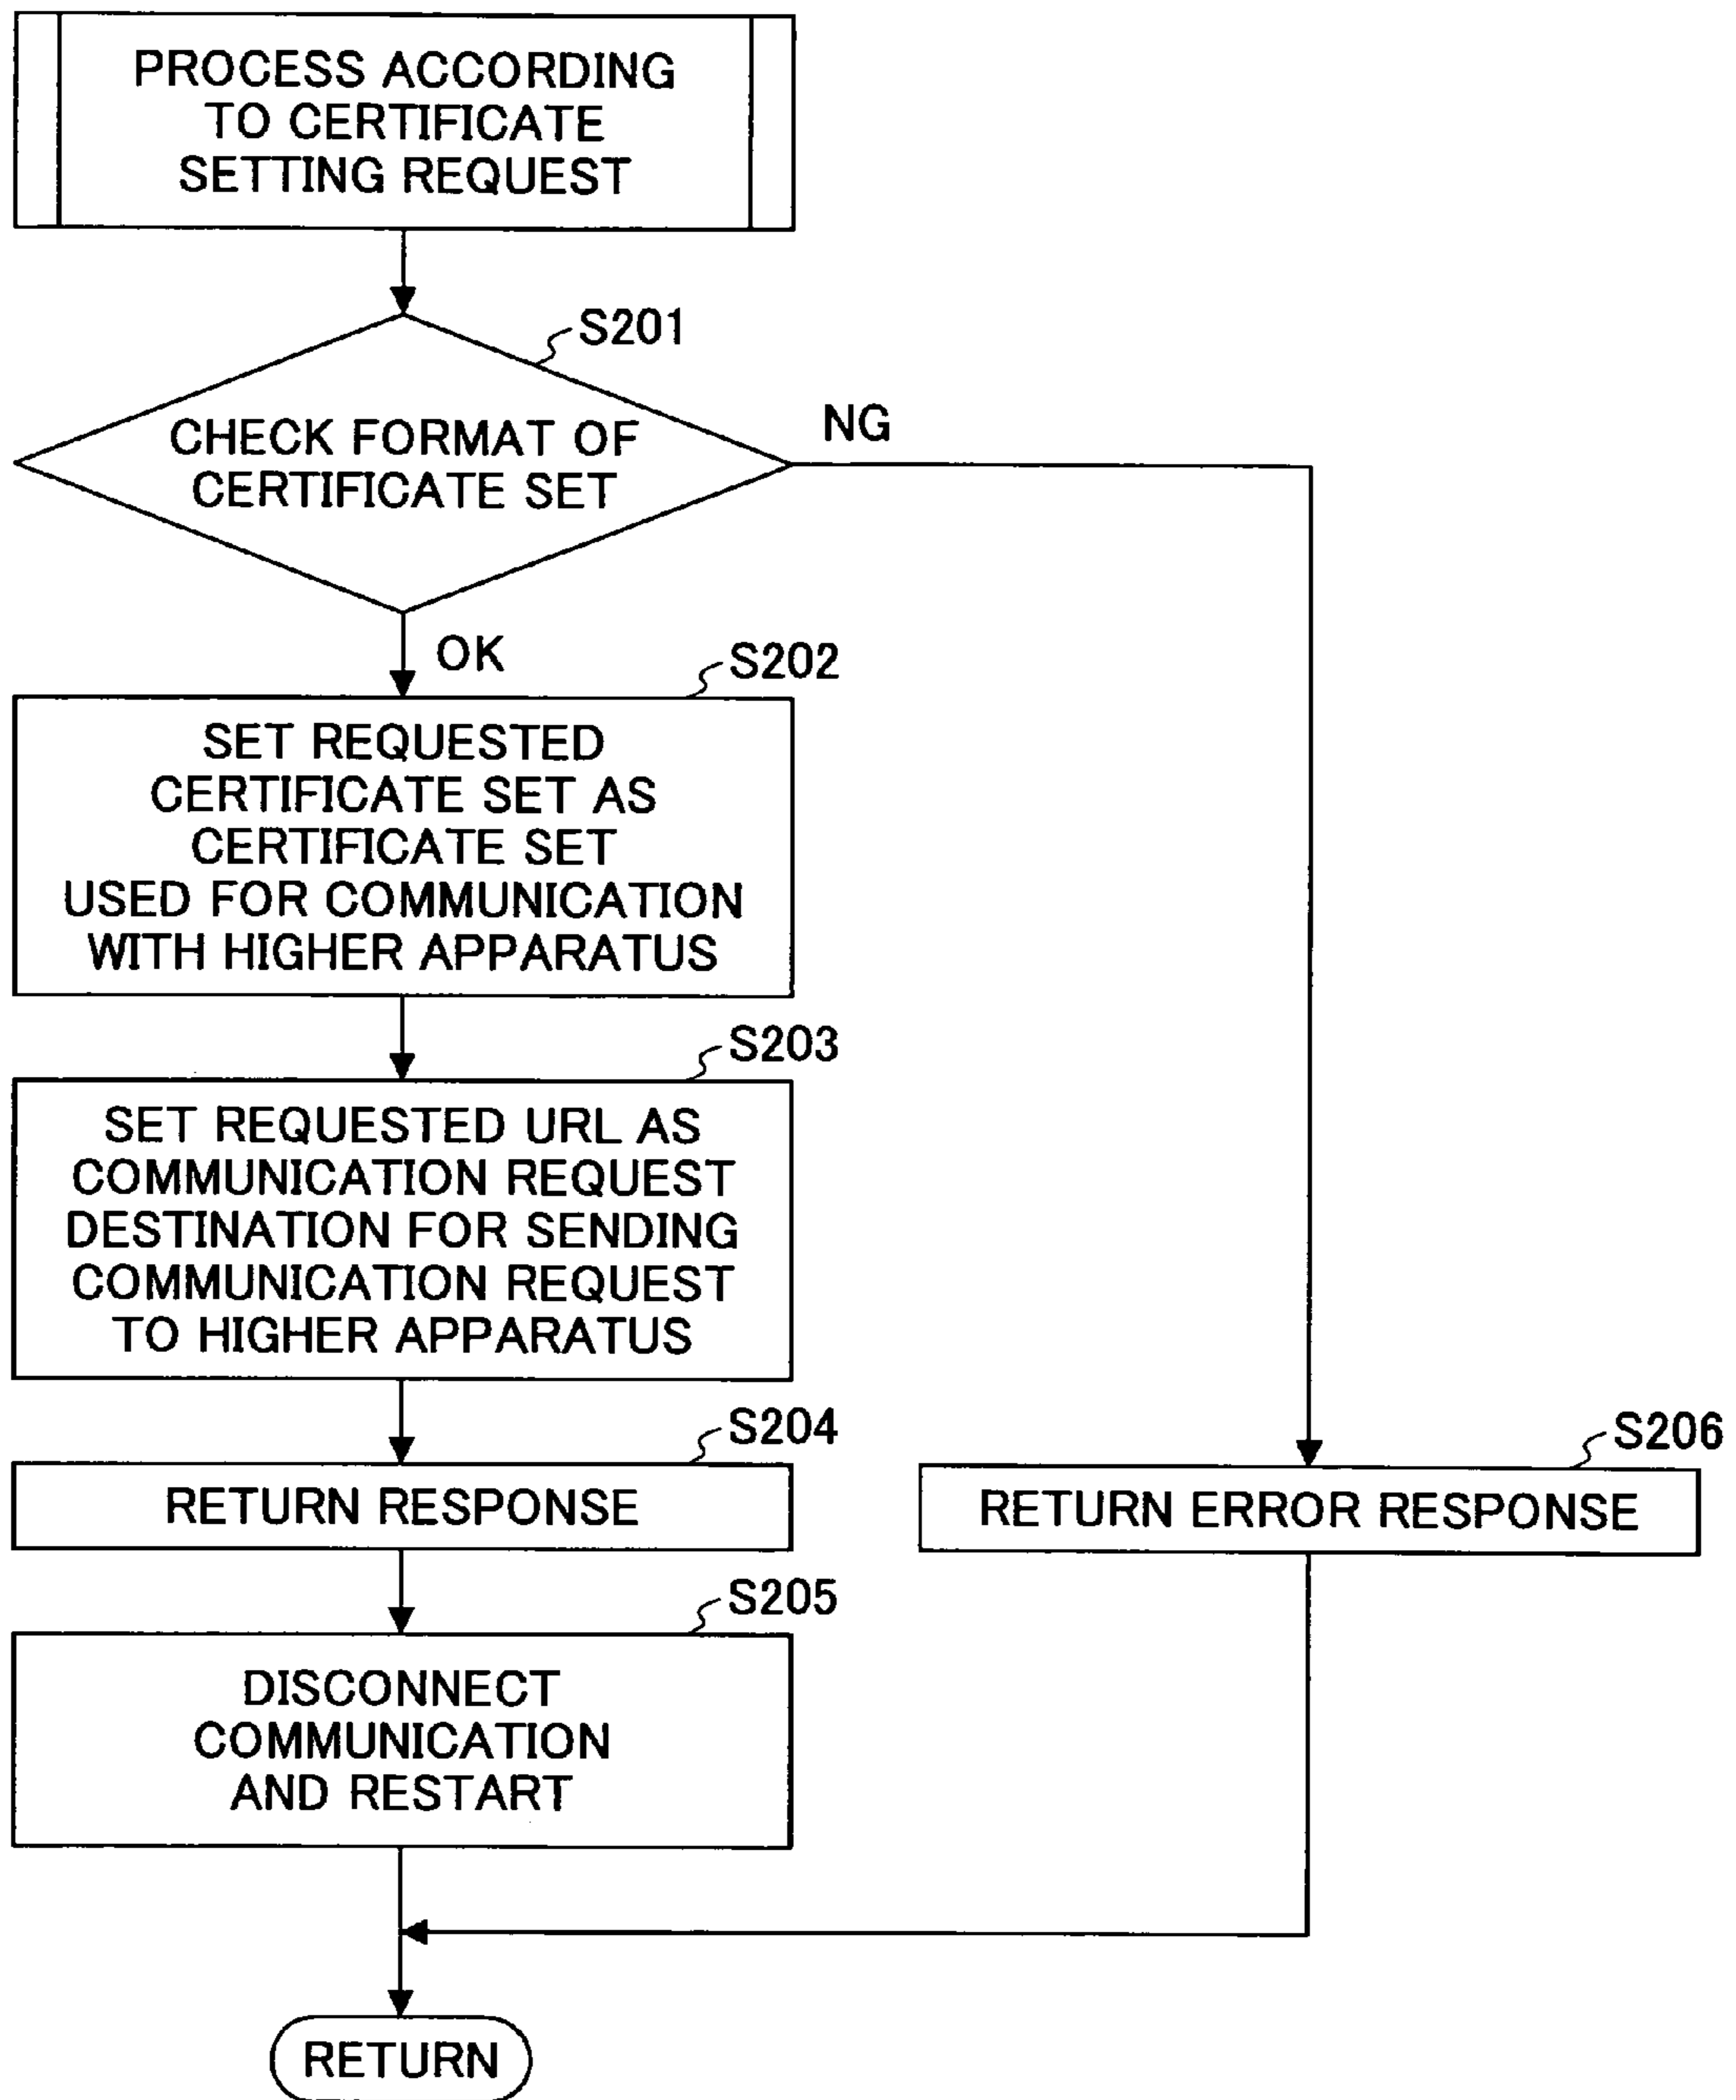 PROCESS ACCORDING
TO CERTIFICATE
SETTING REQUEST
S201
CHECK FORMAT OF
CERTIFICATE SET
NG
OK
S202
SET REQUESTED
CERTIFICATE SET AS
CERTIFICATE SET
USED FOR COMMUNICATION
WITH HIGHER APPARATUS
S203
SET REQUESTED URL AS
COMMUNICATION REQUEST
DESTINATION FOR SENDING
COMMUNICATION REQUEST
TO HIGHER APPARATUS
S204
RETURN RESPONSE
S206
RETURN ERROR RESPONSE
S205
DISCONNECT
COMMUNICATION
AND RESTART
RETURN